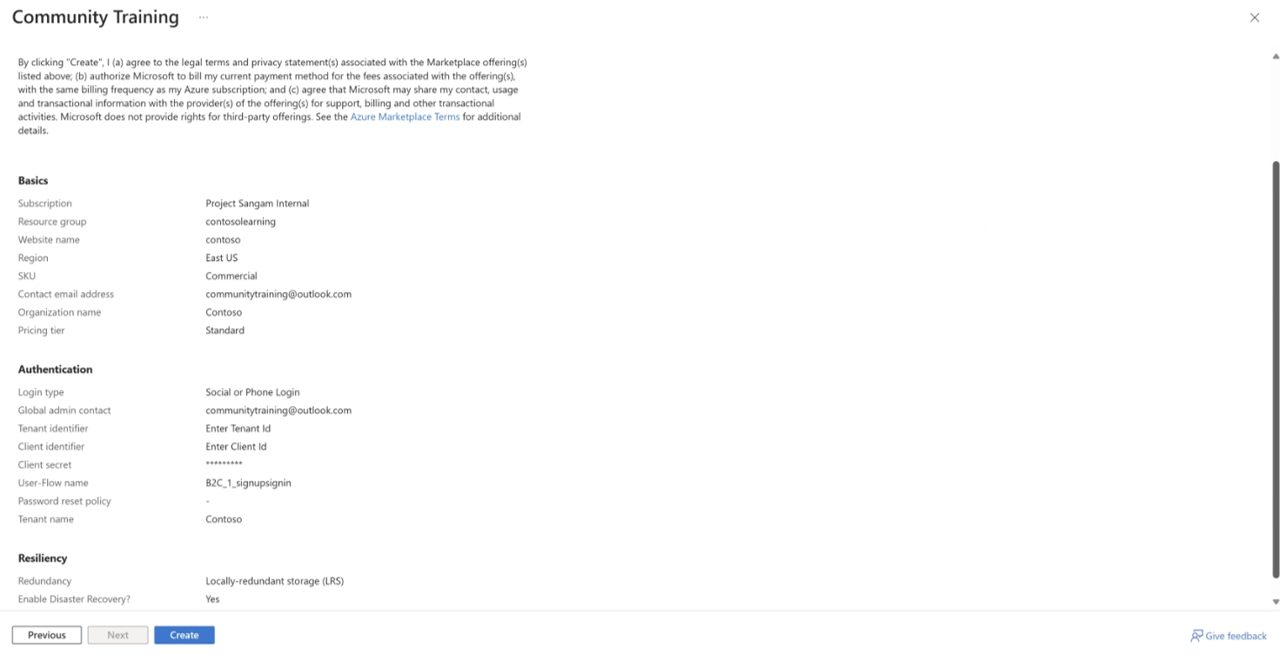 Community Training ...
By clicking "Create", I (a) agree to the legal terms and privacy statement(s) associated with the Marketplace offering(s)
listed above; (b) authorize Microsoft to bill my current payment method for the fees associated with the offering(s),
with the same billing frequency as my Azure subscription; and (c) agree that Microsoft may share my contact, usage
and transactional information with the provider(s) of the offering(s) for support, billing and other transactional
activities. Microsoft does not provide rights for third-party offerings. See the Azure Marketplace Terms for additional
details.
Basics
Subscription Project Sangam Internal
Resource group contosolearning
Website name contoso
Region East US
SKU Commercial
Contact email address communitytraining@outlook.com
Organization name Contoso
Pricing tier Standard
Authentication
Login type Social or Phone Login
Global admin contact communitytraining@outlook.com
Tenant identifier Enter Tenant Id
Client identifier Enter Client Id
Client secret *********
User-Flow name B2C_1_signupsignin
Password reset policy -
Tenant name Contoso
Resiliency
Redundancy Locally-redundant storage (LRS)
Enable Disaster Recovery? Yes
Previous Next Create Give feedback